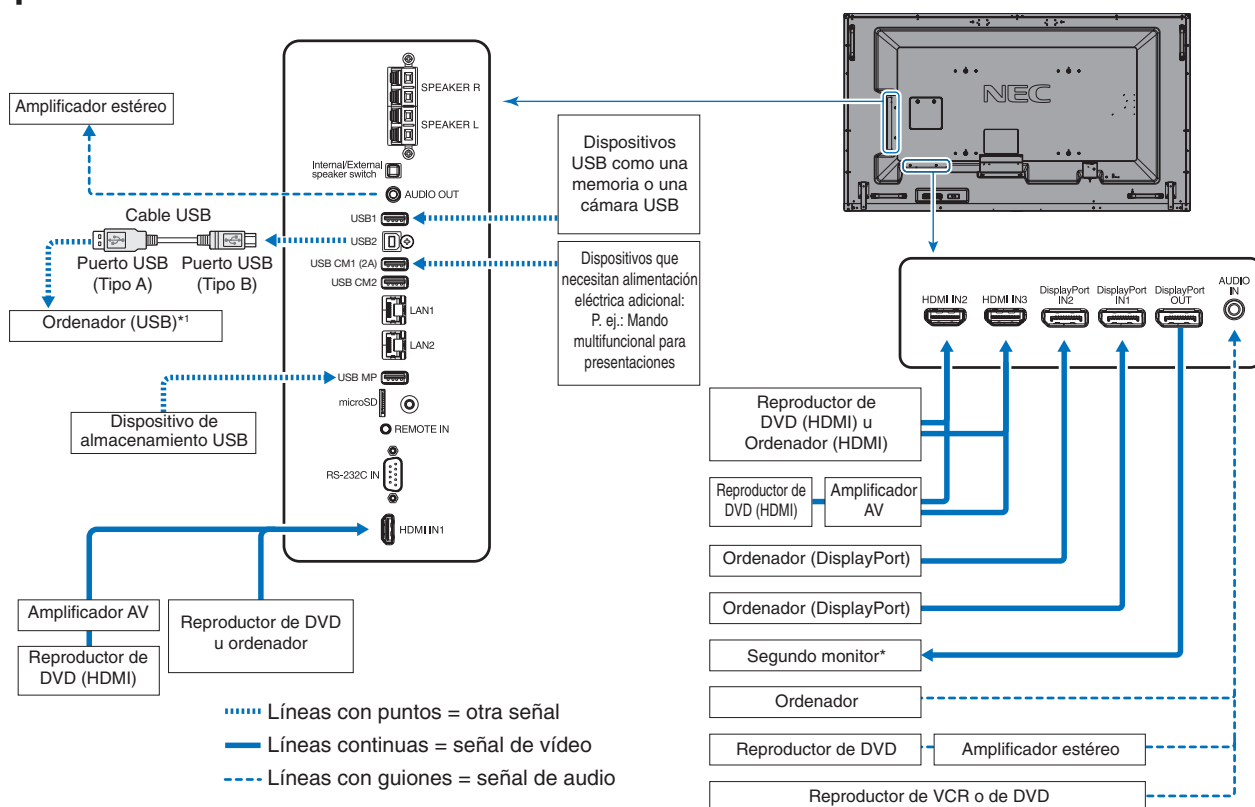 NEC
SPEAKER R
SPEAKER L
Internal/External
speaker switch
AUDIO OUT
USB1
USB2
USB CM1 (2A)
USB CM2
LAN1
LAN2
USB MP
microSD
REMOTE IN
RS-232C IN
HDMI IN1
Amplificador estéreo
Cable USB
Puerto USB
(Tipo A)
Puerto USB
(Tipo B)
Ordenador (USB)*1
Dispositivo de
almacenamiento USB
Amplificador AV
Reproductor de
DVD (HDMI)
Reproductor de DVD
u ordenador
Dispositivos
USB como una
memoria o una
cámara USB
Dispositivos que
necesitan alimentación
eléctrica adicional:
P. ej.: Mando
multifuncional para
presentaciones
HDMI IN2
HDMI IN3
DisplayPort
IN2
DisplayPort
IN1
DisplayPort
OUT
AUDIO
IN
Reproductor de
DVD (HDMI) u
Ordenador (HDMI)
Reproductor de
DVD (HDMI)
Amplificador
AV
Ordenador (DisplayPort)
Ordenador (DisplayPort)
Segundo monitor*
Ordenador
Reproductor de DVD
Amplificador estéreo
Reproductor de VCR o de DVD
Líneas con puntos = otra señal
Líneas continuas = señal de vídeo
Líneas con guiones = señal de audio